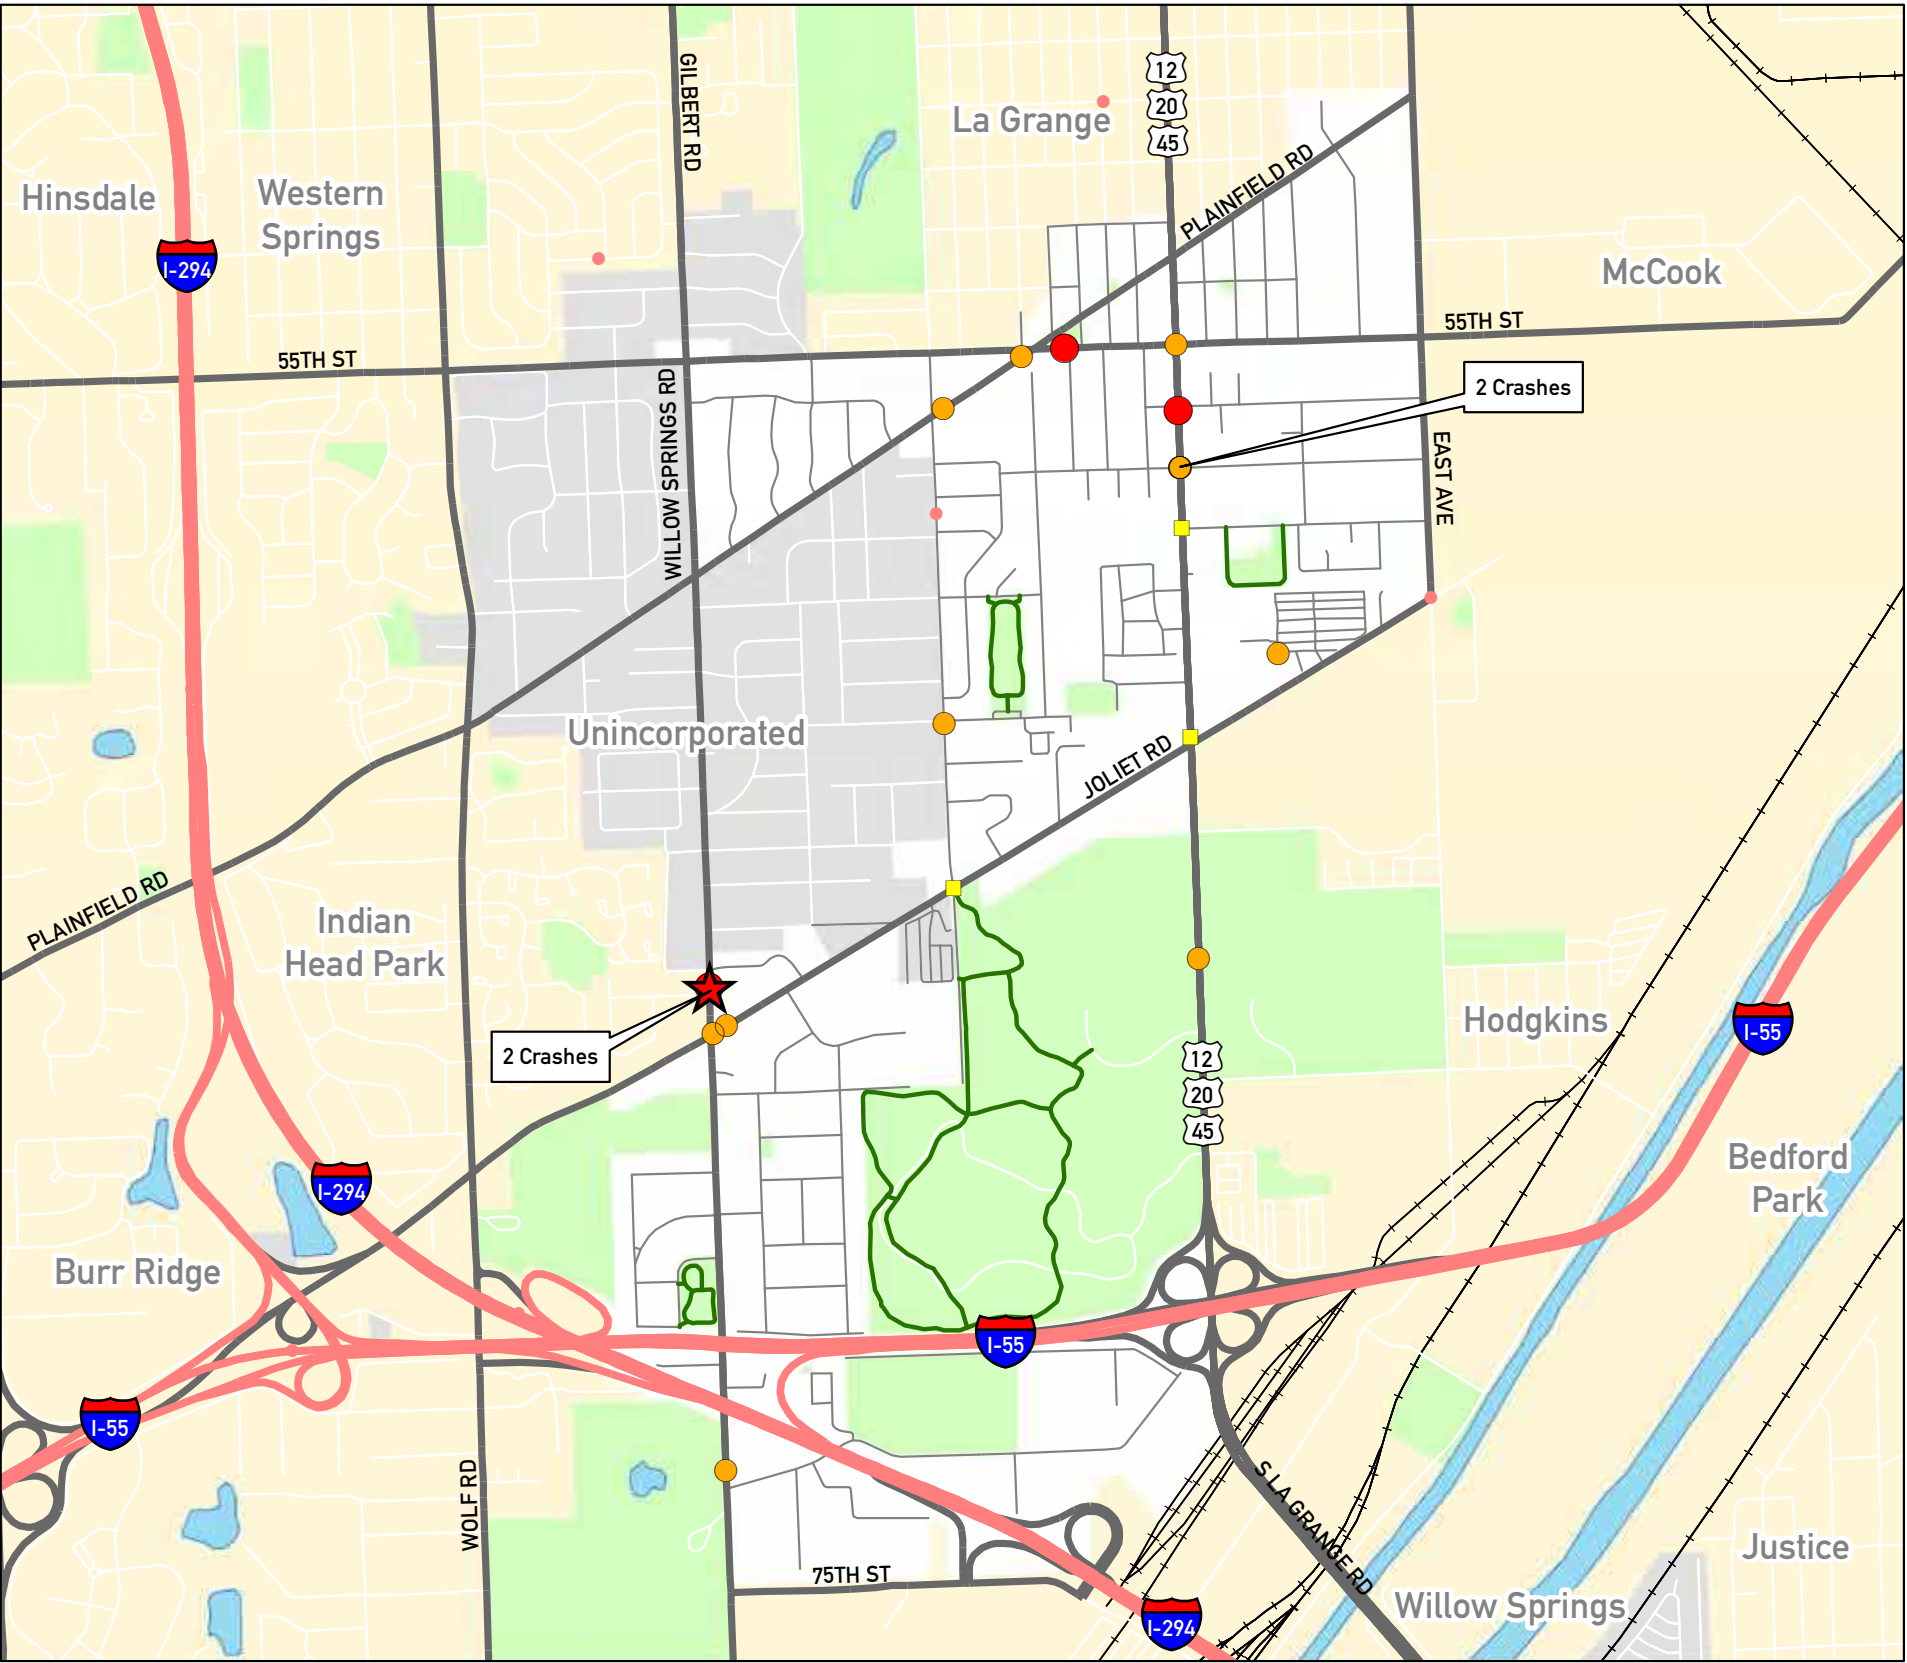 GILBERT RD
12
20
45
La Grange
PLAINFIELD RD
Hinsdale
Western
Springs
I-294
McCook
55TH ST
55TH ST
2 Crashes
WILLOW SPRINGS RD
EAST AVE
Unincorporated
JOLIET RD
PLAINFIELD RD
Indian
Head Park
2 Crashes
Hodgkins
I-55
12
20
45
Bedford
Park
I-294
Burr Ridge
I-55
I-55
WOLF RD
S LA GRANGE RD
75TH ST
Justice
Willow Springs
I-294